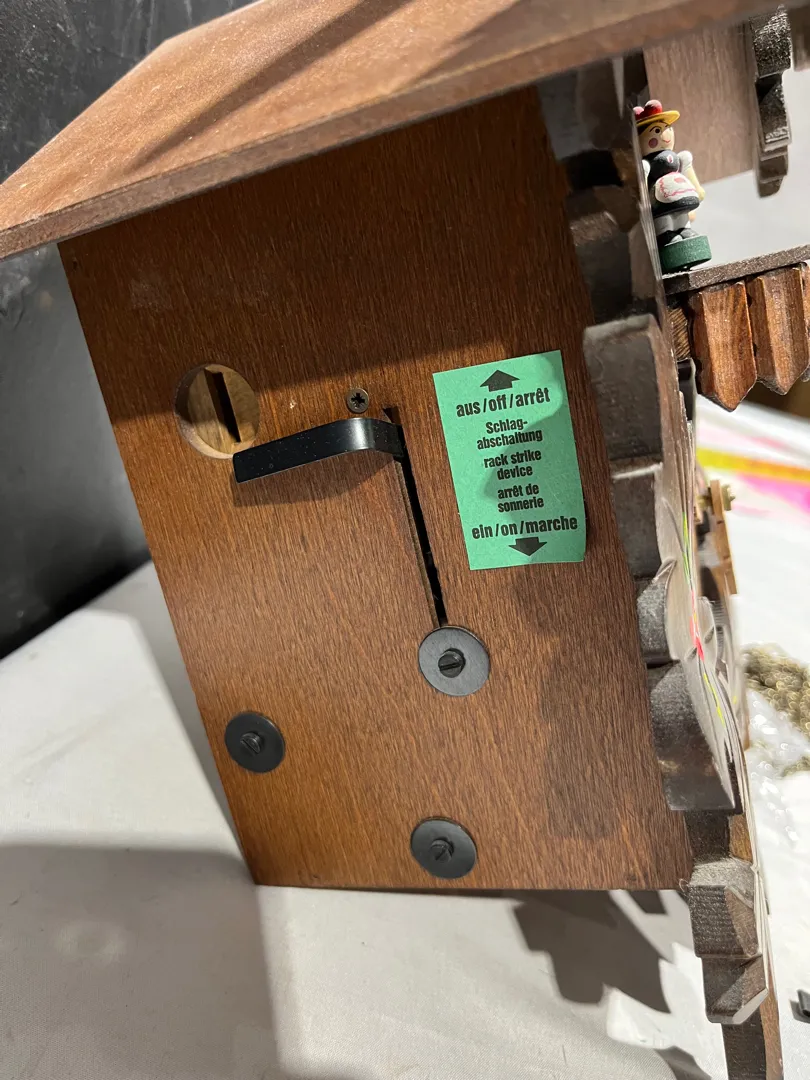 aus/off/arrêt
Schlag-
abschaltung
rack strike
device
arrêt de
sonnerie
ein/on/marche